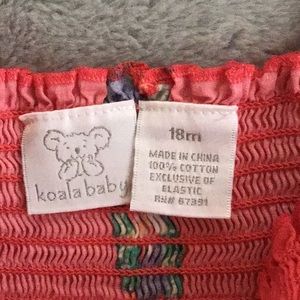 koala baby
18m
MADE IN CHINA
100% COTTON
EXCLUSIVE OF
ELASTIC
RN# 67391